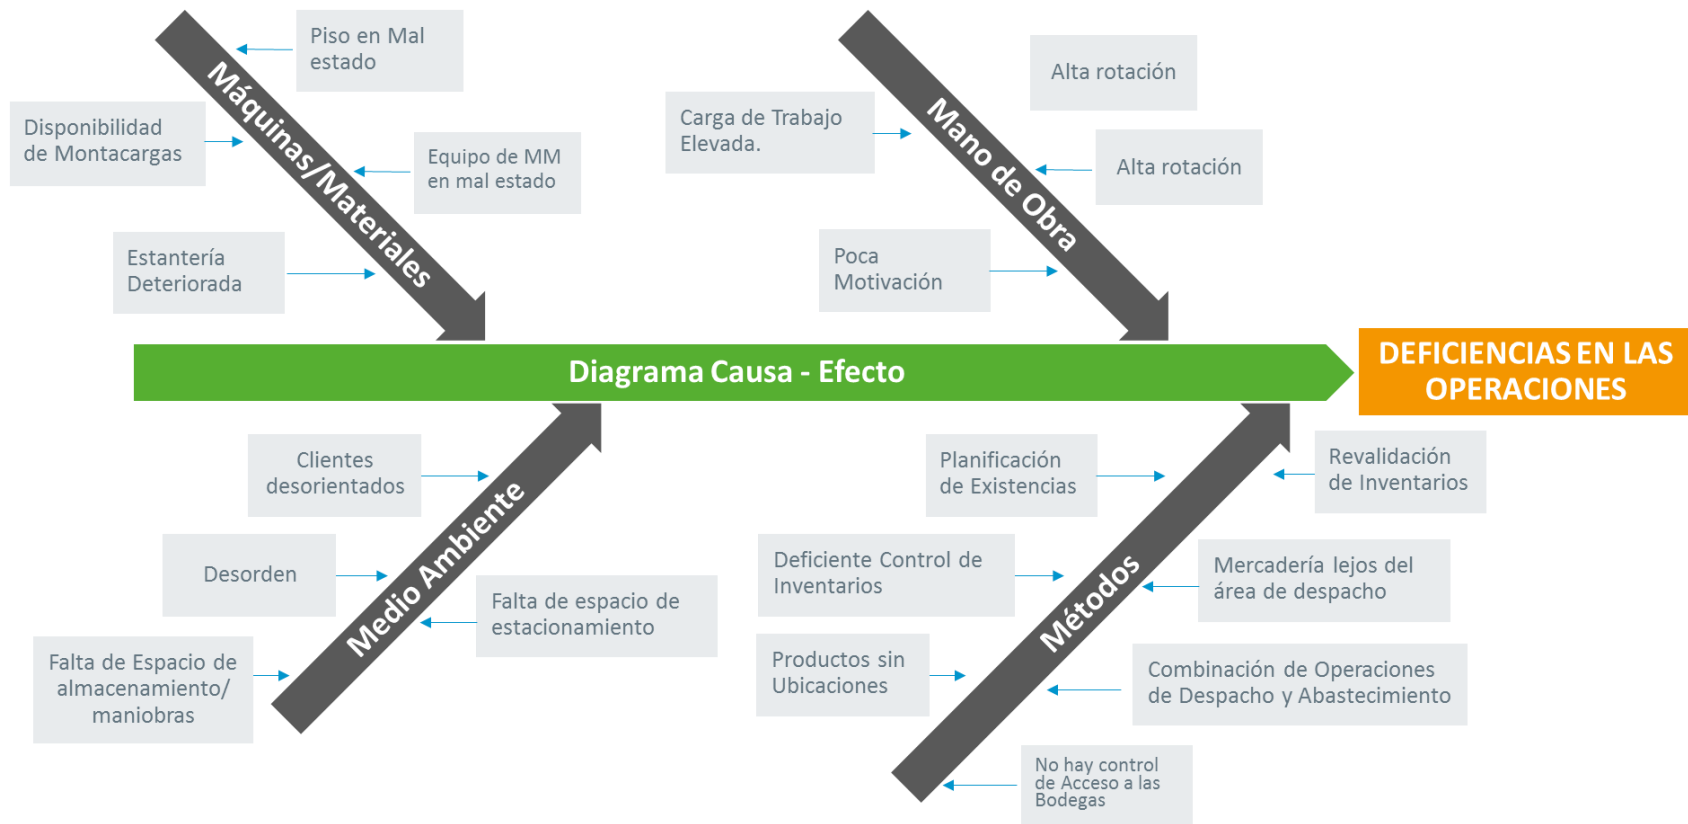 Piso en Mal
estado
Máquinas/Materiales
Disponibilidad
de Montacargas
Equipo de MM
en mal estado
Estantería
Deteriorada
Alta rotación
Mano de Obra
Carga de Trabajo
Elevada.
Alta rotación
Poca
Motivación
Diagrama Causa - Efecto
DEFICIENCIAS EN LAS
OPERACIONES
Clientes
desorientados
Medio Ambiente
Desorden
Falta de espacio de
estacionamiento
Falta de Espacio de
almacenamiento/
maniobras
Planificación
de Existencias
Revalidación
de Inventarios
Métodos
Deficiente Control de
Inventarios
Mercadería lejos del
área de despacho
Productos sin
Ubicaciones
Combinación de Operaciones
de Despacho y Abastecimiento
No hay control
de Acceso a las
Bodegas